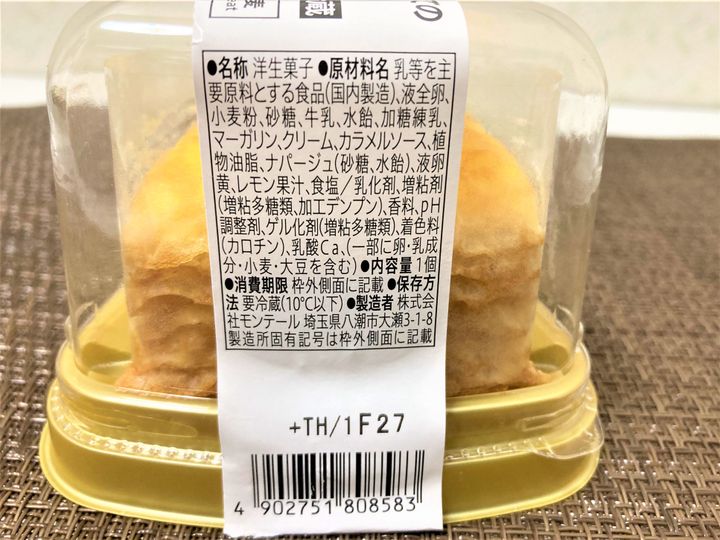 蔵
麦
eat
の
●名称 洋生菓子 ●原材料名 乳等を主
要原料とする食品(国内製造)、液全卵、
小麦粉、砂糖、牛乳、水飴、加糖練乳、
マーガリン、クリーム、カラメルソース、植
物油脂、ナパージュ(砂糖、水飴)、液卵
黄、レモン果汁、食塩／乳化剤、増粘剤
(増粘多糖類、加工デンプン)、香料、pH
調整剤、ゲル化剤(増粘多糖類)、着色料
(カロチン)、乳酸Ca、(一部に卵・乳成
分・小麦・大豆を含む) ●内容量 1個
●消費期限 枠外側面に記載 ●保存方
法 要冷蔵(10℃以下) ●製造者 株式会
社モンテール 埼玉県八潮市大瀬3-1-8
製造所固有記号は枠外側面に記載
+TH/1F27
4 902751 808583